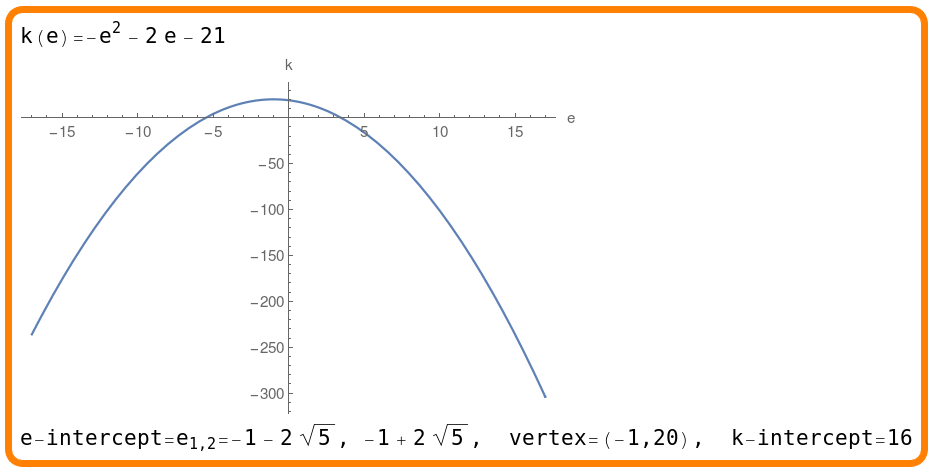 k(e)=-e² - 2 e - 21
k
e
-15 -10 -5 5 10 15
-50
-100
-150
-200
-250
-300
e-intercept=e₁,₂=-1 - 2 √5, -1 + 2 √5, vertex=(-1,20), k-intercept=16